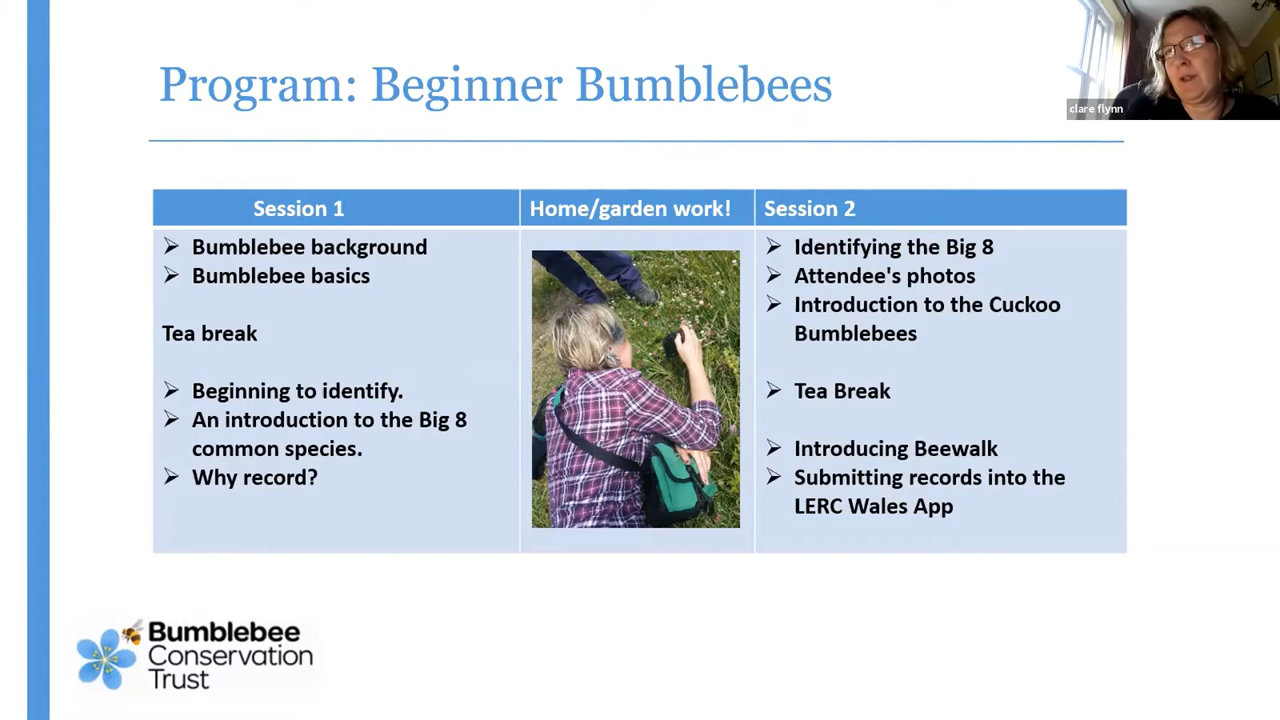 Program: Beginner Bumblebees
clare flynn
Session 1
Home/garden work!
Session 2
Bumblebee background
Bumblebee basics
Tea break
Beginning to identify.
An introduction to the Big 8
common species.
Why record?
Identifying the Big 8
Attendee's photos
Introduction to the Cuckoo
Bumblebees
Tea Break
Introducing Beewalk
Submitting records into the
LERC Wales App
Bumblebee
Conservation
Trust